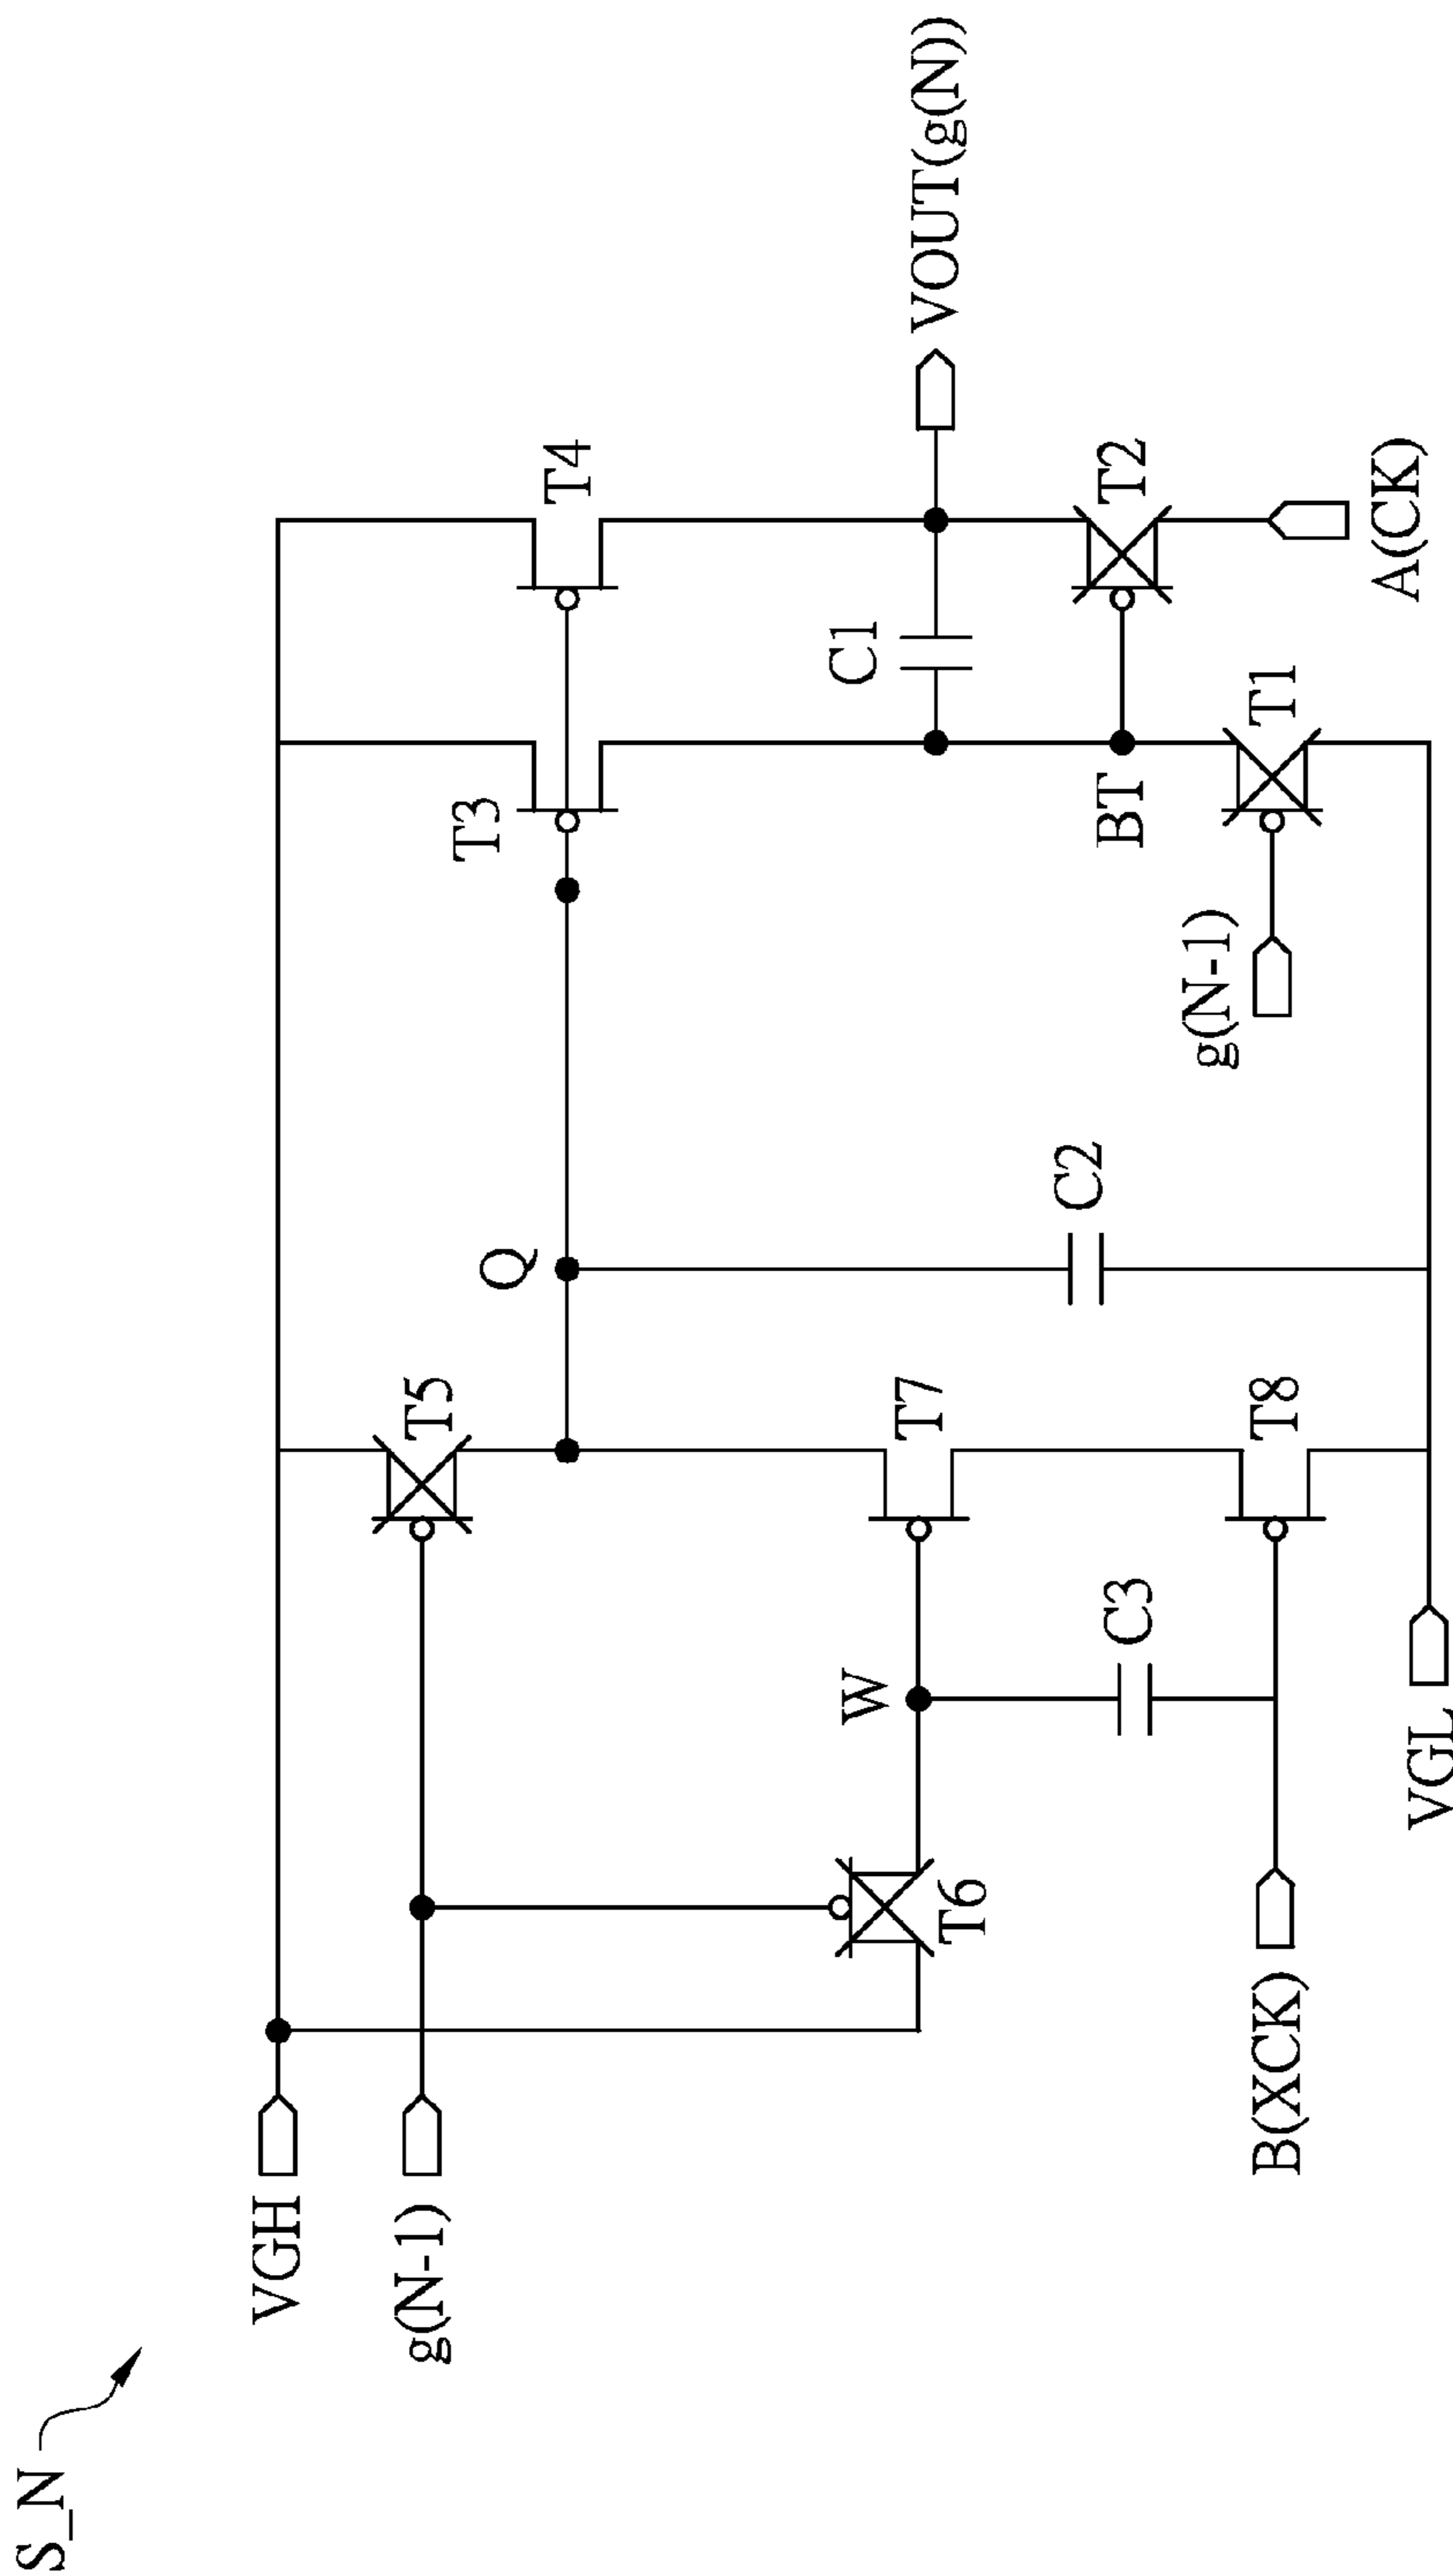 S_N
VGH
g(N-1)
T5
Q
T3
T4
T6
W
T7
C3
T8
C2
C1
VOUT(g(N))
BT
T2
g(N-1)
T1
B(XCK)
A(CK)
VGL